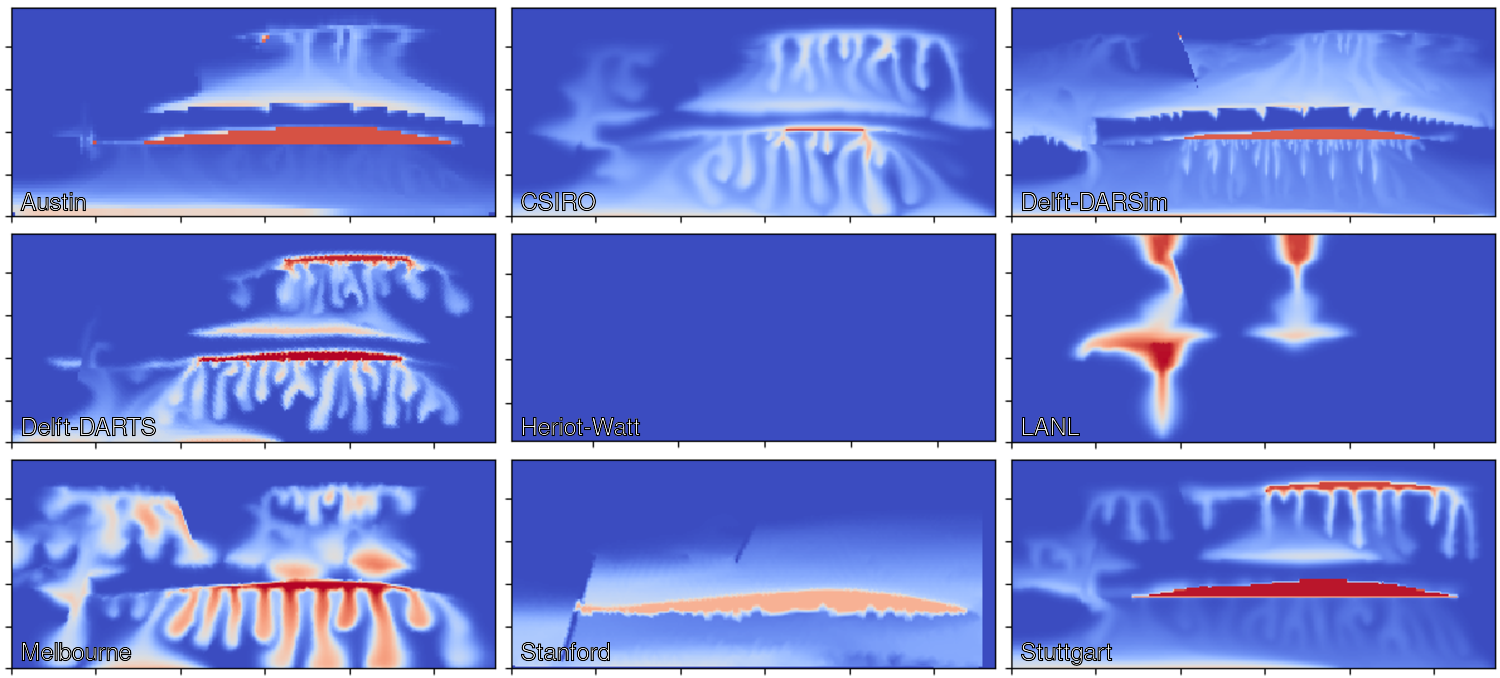 Austin
CSIRO
Delft-DARSim
Delft-DARTS
Heriot-Watt
LANL
Melbourne
Stanford
Stuttgart